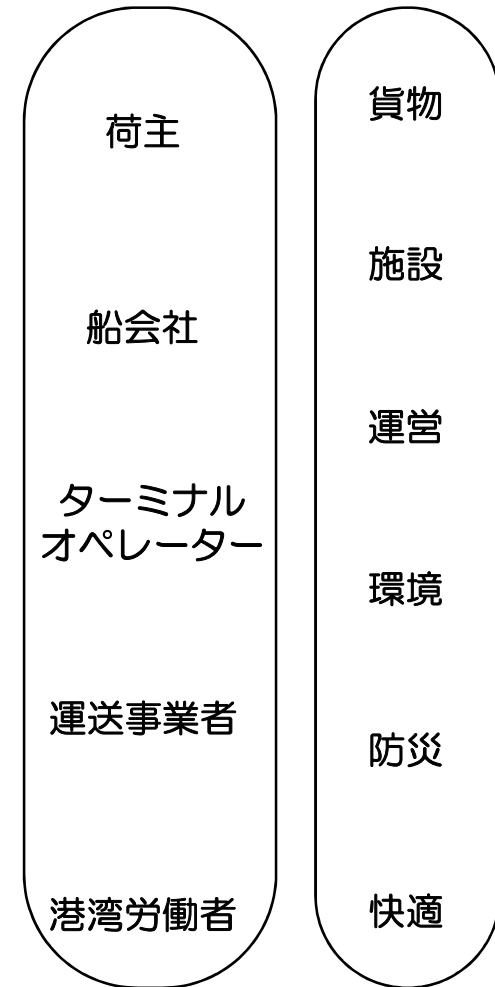 荷主
船会社
ターミナル
オペレーター
運送事業者
港湾労働者
貨物
施設
運営
環境
防災
快適